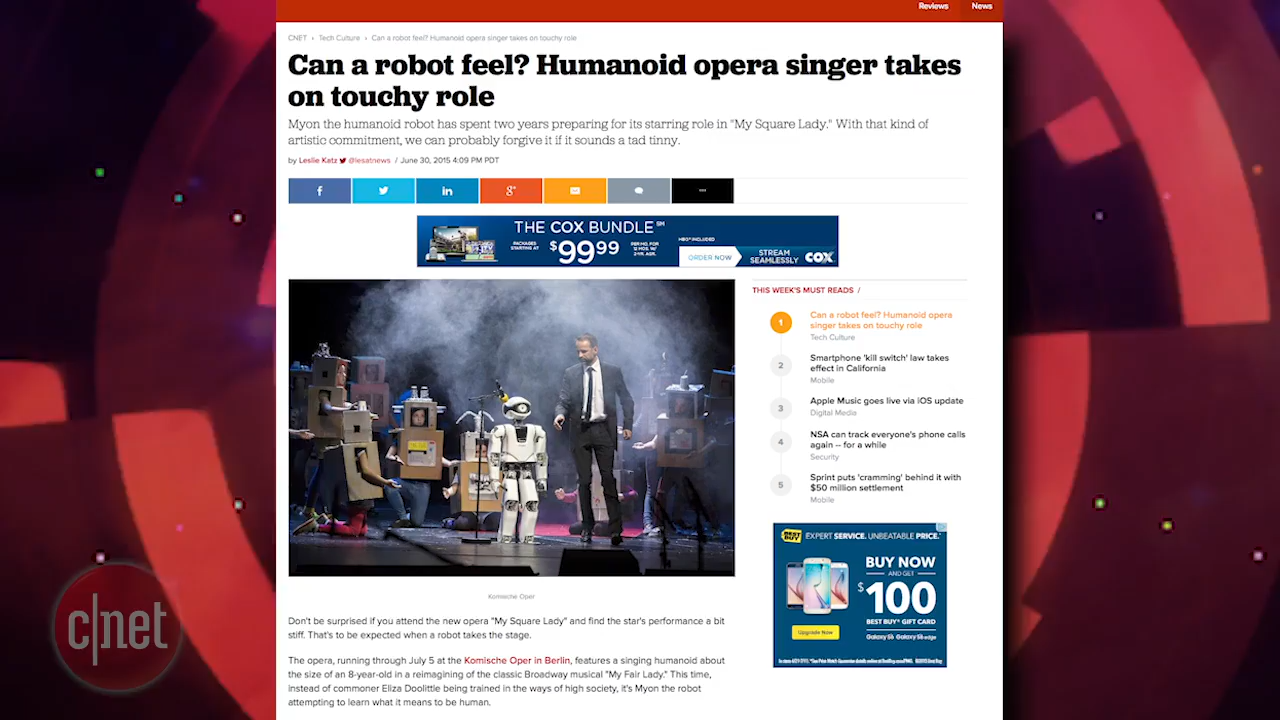 Reviews
News
CNET › Tech Culture › Can a robot feel? Humanoid opera singer takes on touchy role
Can a robot feel? Humanoid opera singer takes
on touchy role
Myon the humanoid robot has spent two years preparing for its starring role in "My Square Lady." With that kind of
artistic commitment, we can probably forgive it if it sounds a tad tinny.
by Leslie Katz @lesatnews / June 30, 2015 4:09 PM PDT
THE COX BUNDLE SM
PACKAGES
STARTING AT
$99 99
PER MO. FOR
12 MOS. W/
2-YR. AGR.
HBO® INCLUDED
ORDER NOW
STREAM
SEAMLESSLY
COX
THIS WEEK'S MUST READS /
1
Can a robot feel? Humanoid opera
singer takes on touchy role
Tech Culture
2
Smartphone 'kill switch' law takes
effect in California
Mobile
3
Apple Music goes live via iOS update
Digital Media
4
NSA can track everyone's phone calls
again -- for a while
Security
5
Sprint puts 'cramming' behind it with
$50 million settlement
Mobile
BEST BUY
EXPERT SERVICE. UNBEATABLE PRICE.
BUY NOW
AND GET
$100
BEST BUY® GIFT CARD
Upgrade Now
Galaxy S6 Galaxy S6 edge
Komische Oper
Don't be surprised if you attend the new opera "My Square Lady" and find the star's performance a bit
stiff. That's to be expected when a robot takes the stage.
The opera, running through July 5 at the Komische Oper in Berlin, features a singing humanoid about
the size of an 8-year-old in a reimagining of the classic Broadway musical "My Fair Lady." This time,
instead of commoner Eliza Doolittle being trained in the ways of high society, it's Myon the robot
attempting to learn what it means to be human.
c|net